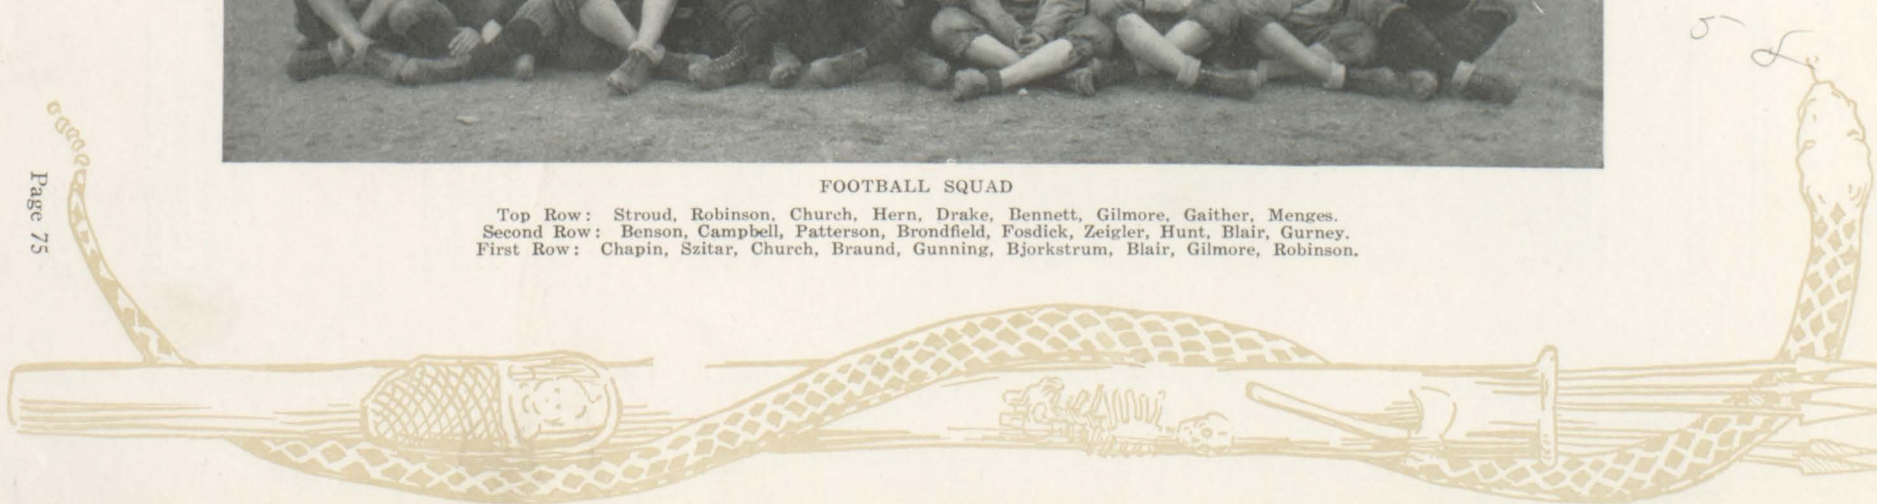 FOOTBALL SQUAD
Top Row: Stroud, Robinson, Church, Hern, Drake, Bennett, Gilmore, Gaither, Menges.
Second Row: Benson, Campbell, Patterson, Brondfield, Fosdick, Zeigler, Hunt, Blair, Gurney.
First Row: Chapin, Szitar, Church, Braund, Gunning, Bjorkstrum, Blair, Gilmore, Robinson.
Page 75